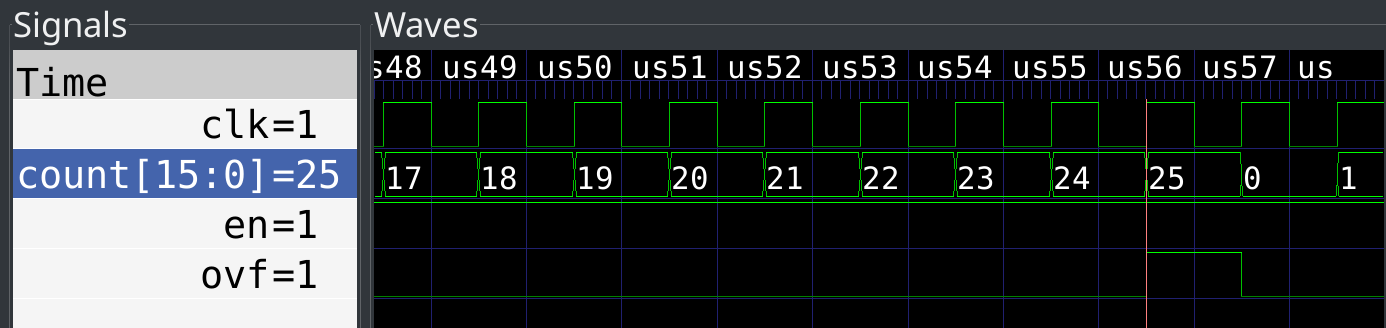 Signals
Waves
Time
s48 us49 us50 us51 us52 us53 us54 us55 us56 us57 us
clk=1
count[15:0]=25
17 18 19 20 21 22 23 24 25 0 1
en=1
ovf=1